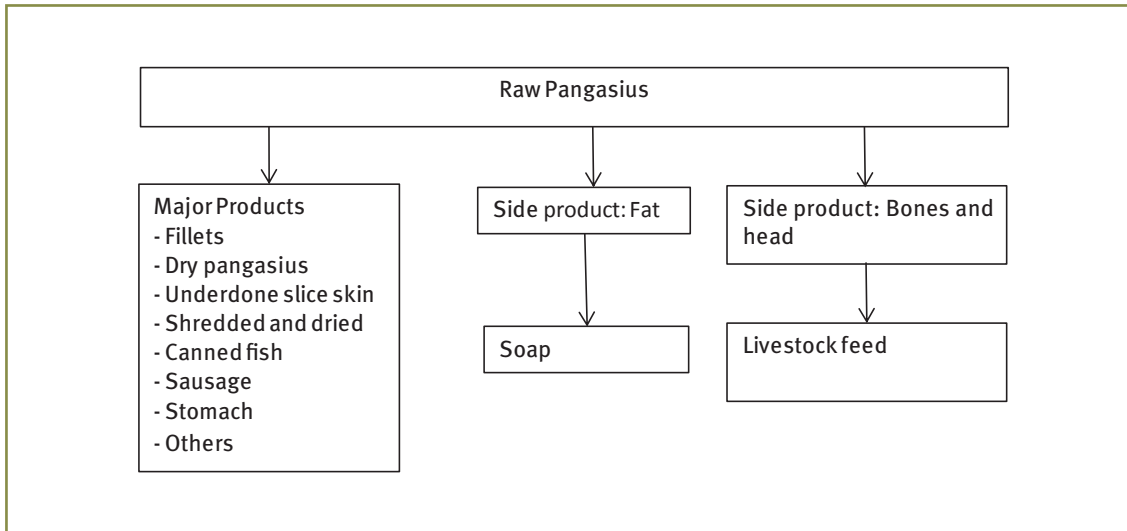 Raw Pangasius
Major Products
- Fillets
- Dry pangasius
- Underdone slice skin
- Shredded and dried
- Canned fish
- Sausage
- Stomach
- Others
Side product: Fat
Soap
Side product: Bones and
head
Livestock feed